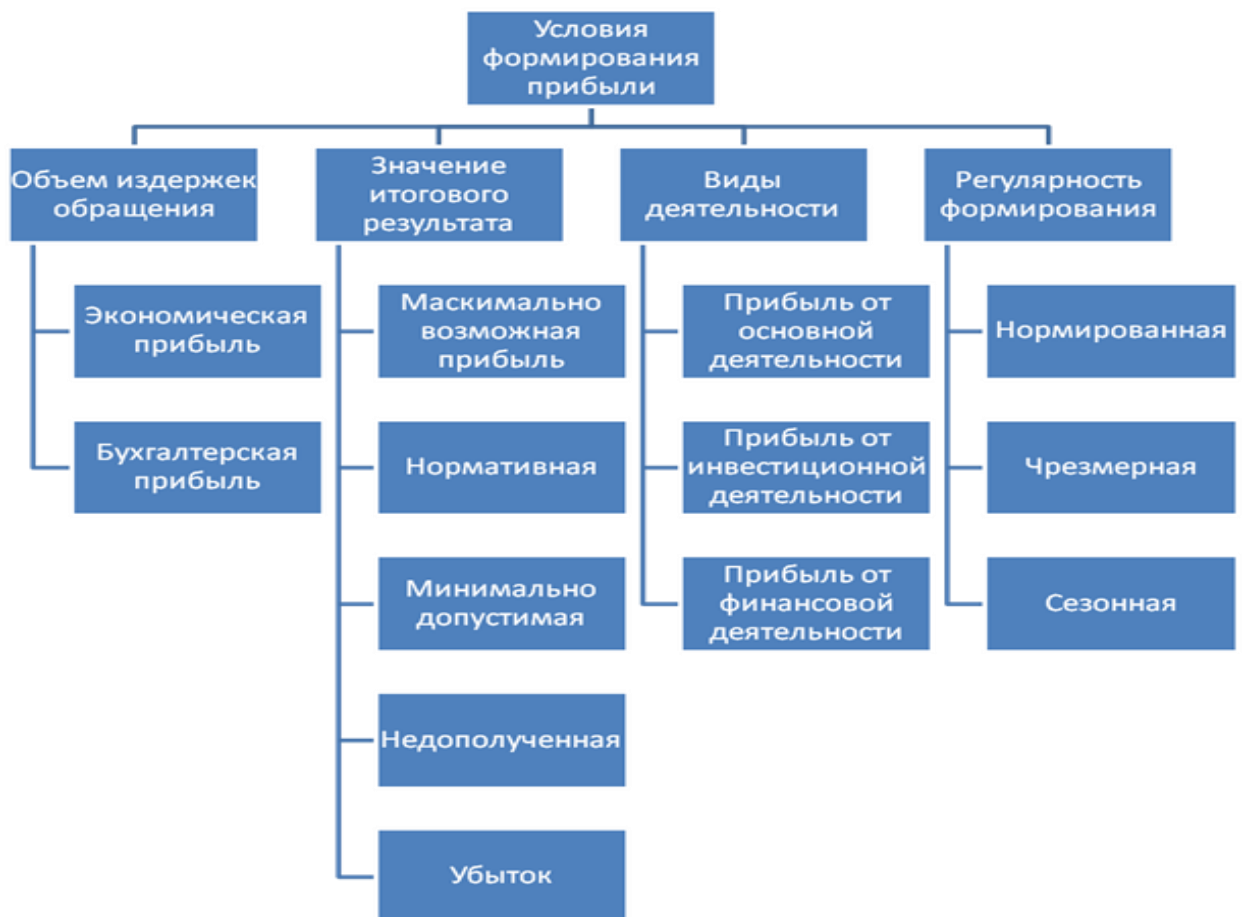 Условия
формирования
прибыли
Объем издержек
обращения
Значение
итогового
результата
Виды
деятельности
Регулярность
формирования
Экономическая
прибыль
Бухгалтерская
прибыль
Маскимально
возможная
прибыль
Нормативная
Минимально
допустимая
Недополученная
Убыток
Прибыль от
основной
деятельности
Прибыль от
инвестиционной
деятельности
Прибыль от
финансовой
деятельности
Нормированная
Чрезмерная
Сезонная